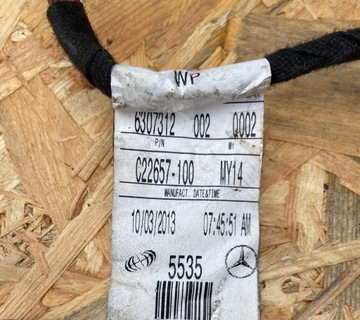 WP
6307312 002 Q002
P/N MY
C22657-100 MY14
MANUFACT. DATE&TIME
10/03/2013 07:45:51 AM
5535